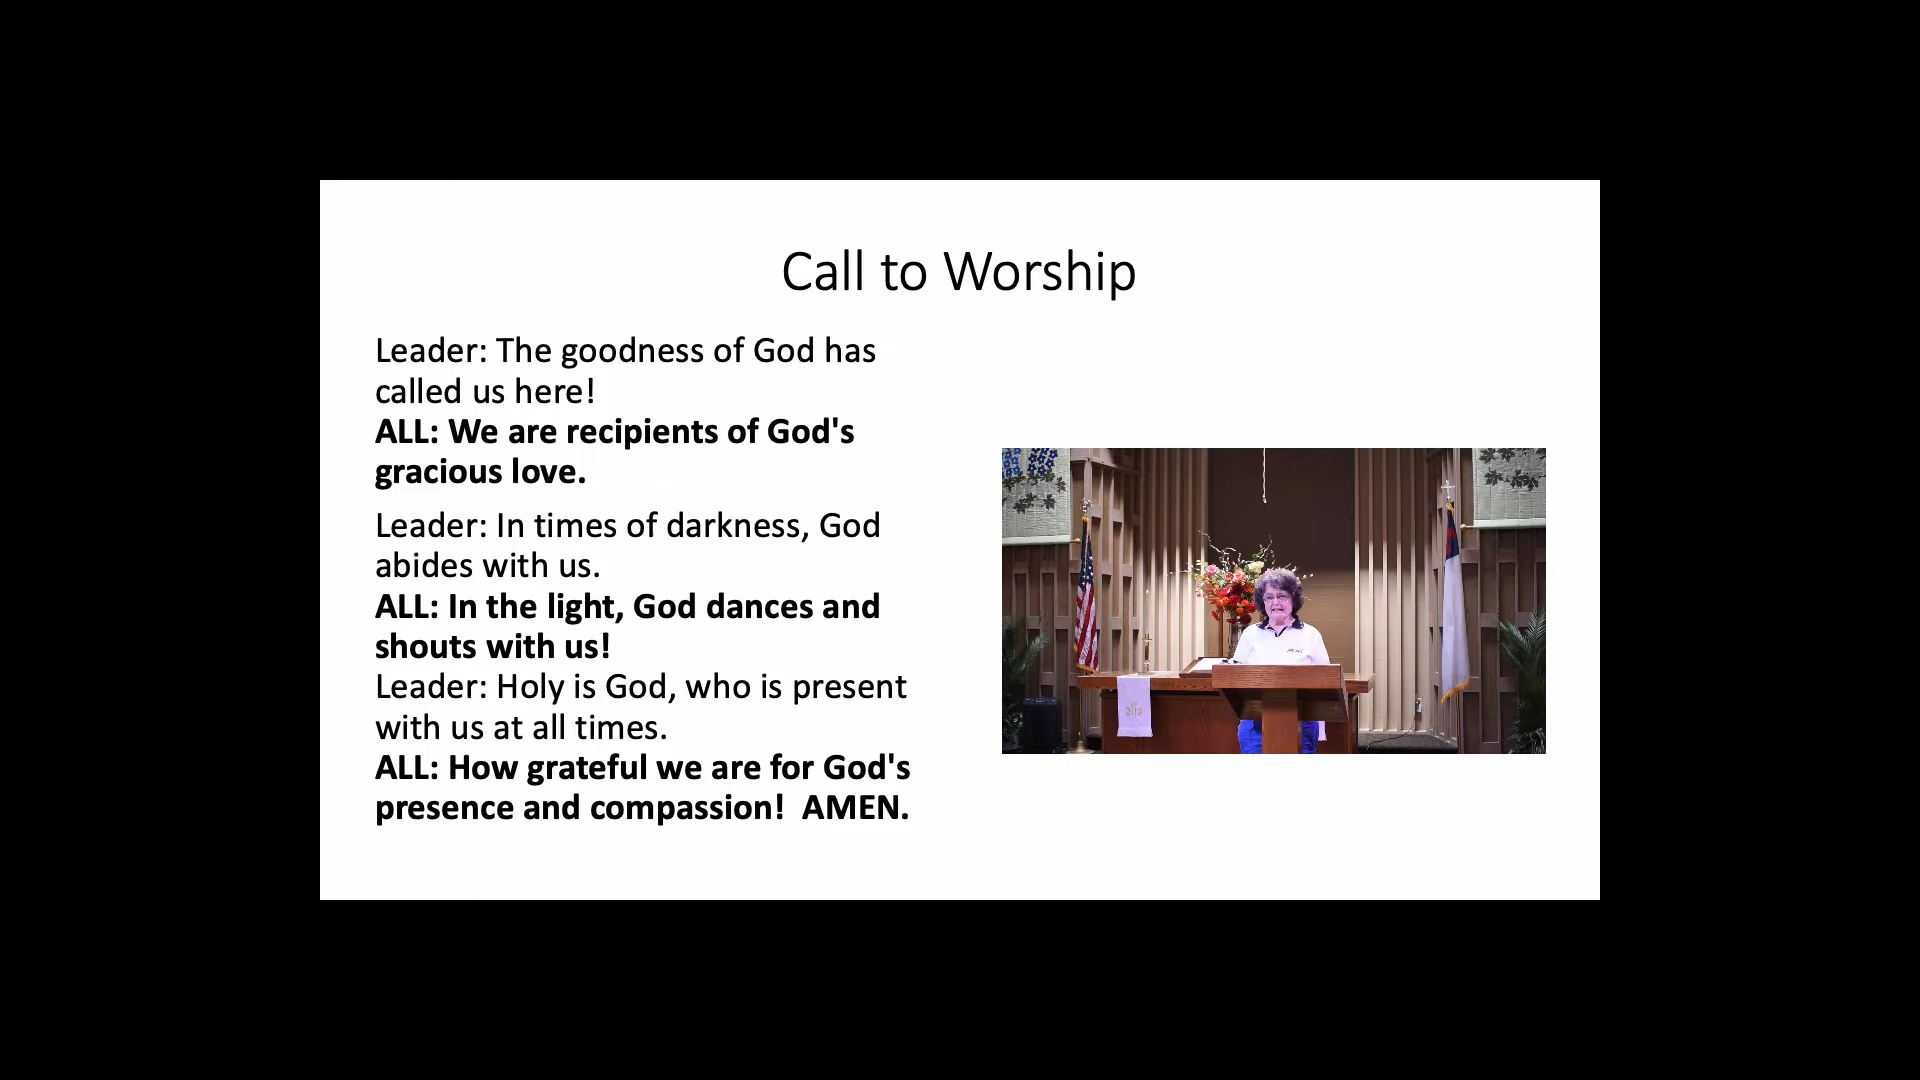 Call to Worship
Leader: The goodness of God has
called us here!
ALL: We are recipients of God's
gracious love.
Leader: In times of darkness, God
abides with us.
ALL: In the light, God dances and
shouts with us!
Leader: Holy is God, who is present
with us at all times.
ALL: How grateful we are for God's
presence and compassion!  AMEN.